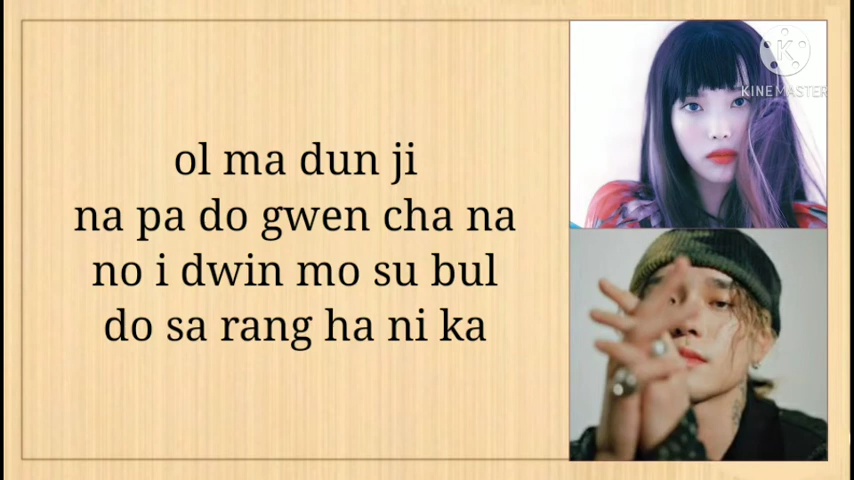 ol ma dun ji
na pa do gwen cha na
no i dwin mo su bul
do sa rang ha ni ka
K
KINEMASTER